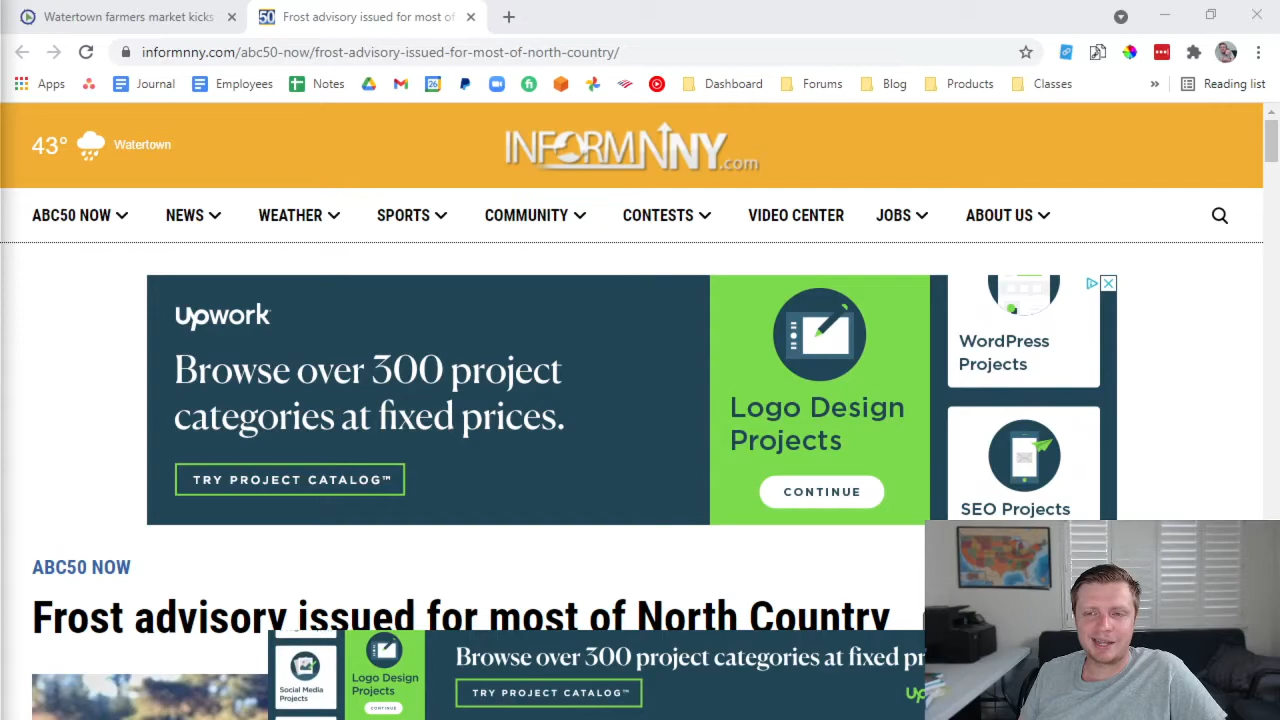 Watertown farmers market kicks
Frost advisory issued for most of
informnny.com/abc50-now/frost-advisory-issued-for-most-of-north-country/
Apps
Journal
Employees
Notes
26
fi
Dashboard
Forums
Blog
Products
Classes
»
Reading list
43° Watertown
INFORMNNY.com
ABC50 NOW
NEWS
WEATHER
SPORTS
COMMUNITY
CONTESTS
VIDEO CENTER
JOBS
ABOUT US
Upwork
Browse over 300 project
categories at fixed prices.
TRY PROJECT CATALOG™
Logo Design
Projects
CONTINUE
WordPress
Projects
SEO Projects
ABC50 NOW
Frost advisory issued for most of North Country
Social Media
Projects
Logo Design
Projects
CONTINUE
Browse over 300 project categories at fixed pr
TRY PROJECT CATALOG™
Up